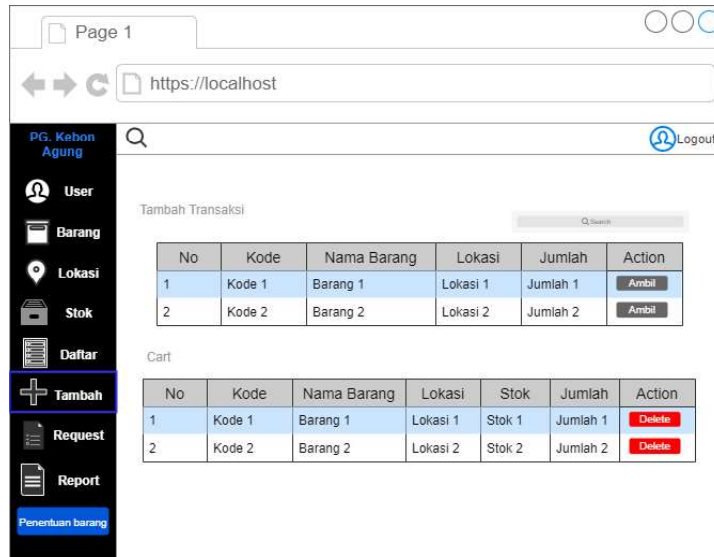 Page 1
https://localhost
PG. Kebon
Agung
Logout
User
Barang
Lokasi
Stok
Daftar
Tambah
Request
Report
Penentuan barang
Tambah Transaksi
Search
No Kode Nama Barang Lokasi Jumlah Action
1 Kode 1 Barang 1 Lokasi 1 Jumlah 1 Ambil
2 Kode 2 Barang 2 Lokasi 2 Jumlah 2 Ambil
Cart
No Kode Nama Barang Lokasi Stok Jumlah Action
1 Kode 1 Barang 1 Lokasi 1 Stok 1 Jumlah 1 Delete
2 Kode 2 Barang 2 Lokasi 2 Stok 2 Jumlah 2 Delete